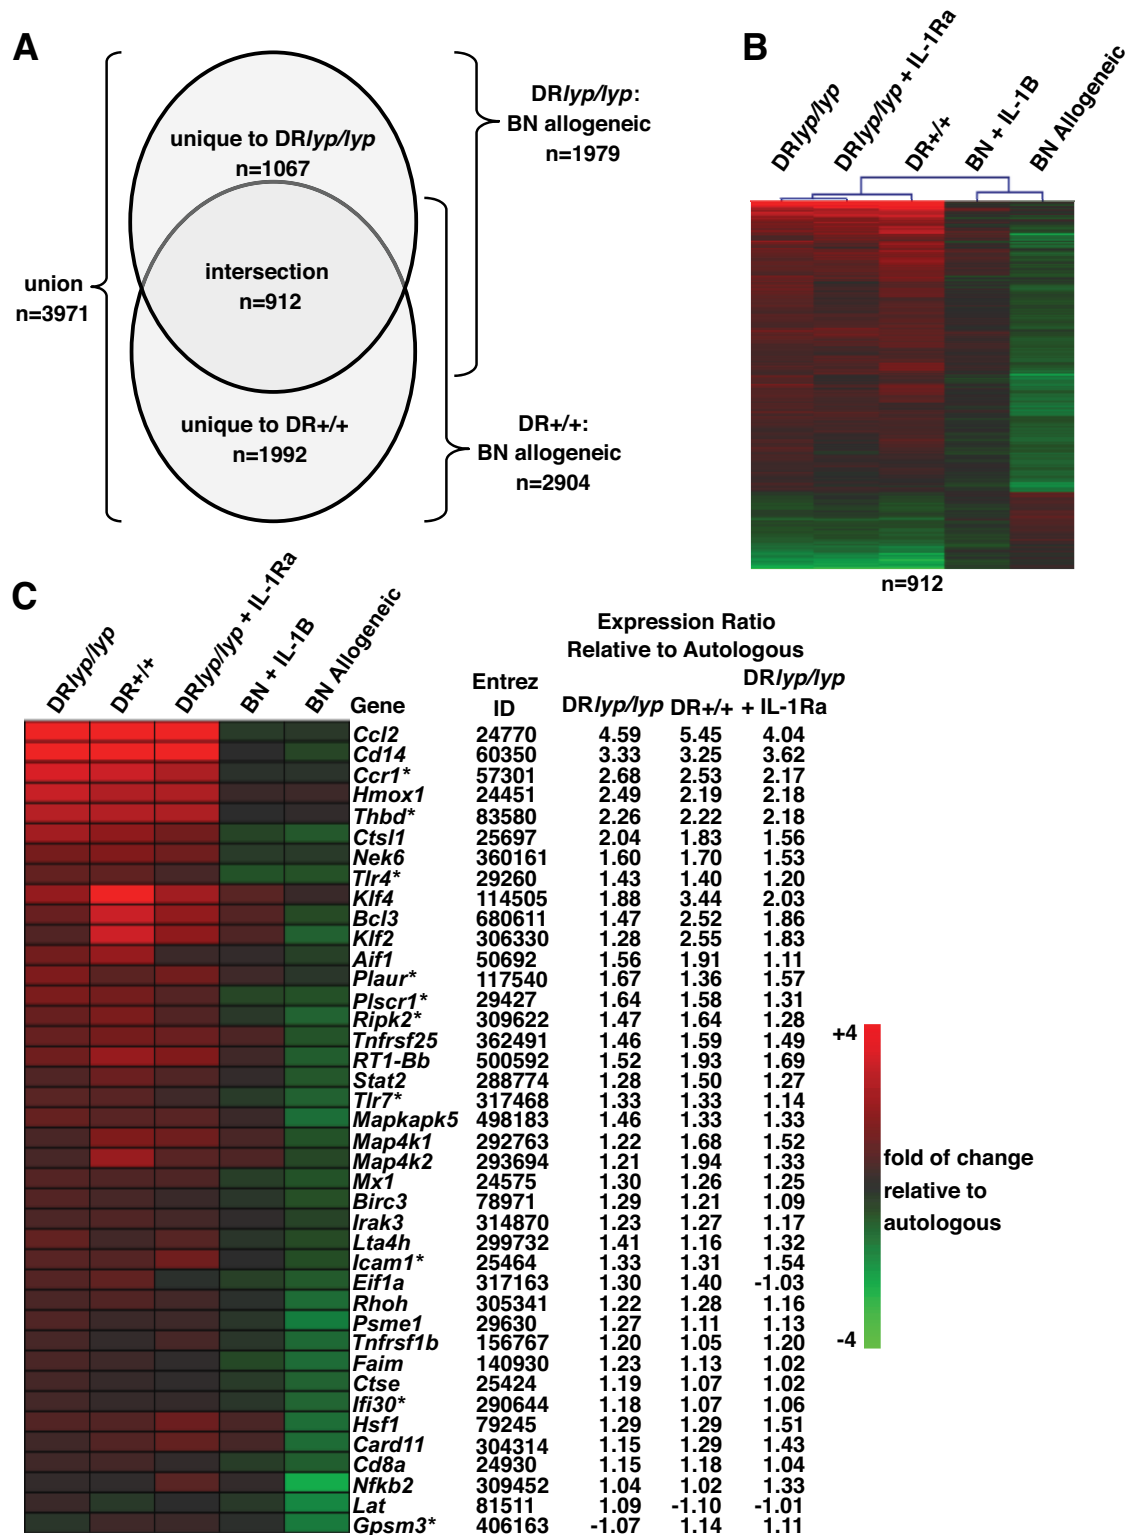 A
unique to DRlyp/lyp
n=1067
intersection
n=912
unique to DR+/+
n=1992
union
n=3971
DRlyp/lyp:
BN allogeneic
n=1979
DR+/+:
BN allogeneic
n=2904
B
DRlyp/lyp
DRlyp/lyp + IL-1Ra
DR+/+
BN + IL-1B
BN Allogeneic
n=912
C
DRlyp/lyp
DR+/+
DRlyp/lyp + IL-1Ra
BN + IL-1B
BN Allogeneic
Expression Ratio
Relative to Autologous
Gene Entrez ID DRlyp/lyp DR+/+ DRlyp/lyp + IL-1Ra
Ccl2 24770 4.59 5.45 4.04
Cd14 60350 3.33 3.25 3.62
Ccr1* 57301 2.68 2.53 2.17
Hmox1 24451 2.49 2.19 2.18
Thbd* 83580 2.26 2.22 2.18
Ctsl1 25697 2.04 1.83 1.56
Nek6 360161 1.60 1.70 1.53
Tlr4* 29260 1.43 1.40 1.20
Klf4 114505 1.88 3.44 2.03
Bcl3 680611 1.47 2.52 1.86
Klf2 306330 1.28 2.55 1.83
Aif1 50692 1.56 1.91 1.11
Plaur* 117540 1.67 1.36 1.57
Plscr1* 29427 1.64 1.58 1.31
Ripk2* 309622 1.47 1.64 1.28
Tnfrsf25 362491 1.46 1.59 1.49
RT1-Bb 500592 1.52 1.93 1.69
Stat2 288774 1.28 1.50 1.27
Tlr7* 317468 1.33 1.33 1.14
Mapkapk5 498183 1.46 1.33 1.33
Map4k1 292763 1.22 1.68 1.52
Map4k2 293694 1.21 1.94 1.33
Mx1 24575 1.30 1.26 1.25
Birc3 78971 1.29 1.21 1.09
Irak3 314870 1.23 1.27 1.17
Lta4h 299732 1.41 1.16 1.32
Icam1* 25464 1.33 1.31 1.54
Eif1a 317163 1.30 1.40 -1.03
Rhoh 305341 1.22 1.28 1.16
Psme1 29630 1.27 1.11 1.13
Tnfrsf1b 156767 1.20 1.05 1.20
Faim 140930 1.23 1.13 1.02
Ctse 25424 1.19 1.07 1.02
Ifi30* 290644 1.18 1.07 1.06
Hsf1 79245 1.29 1.29 1.51
Card11 304314 1.15 1.29 1.43
Cd8a 24930 1.15 1.18 1.04
Nfkb2 309452 1.04 1.02 1.33
Lat 81511 1.09 -1.10 -1.01
Gpsm3* 406163 -1.07 1.14 1.11
+4
fold of change
relative to
autologous
-4